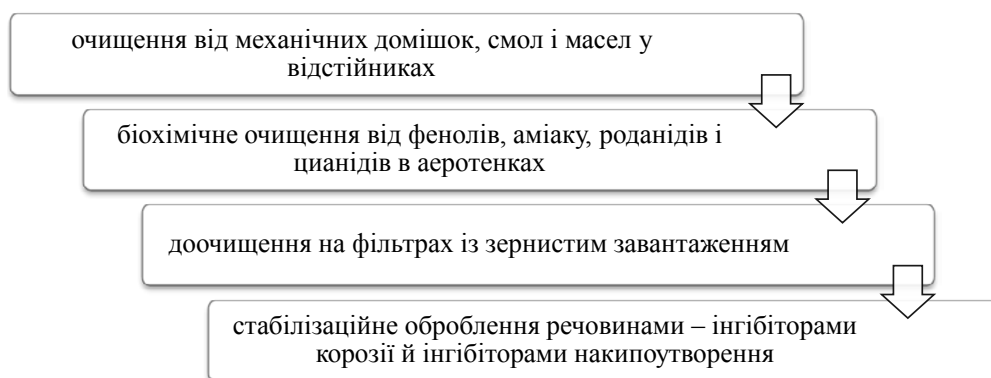 очищення від механічних домішок, смол і масел у
відстійниках
біохімічне очищення від фенолів, аміаку, роданідів і
цианідів в аеротенках
доочищення на фільтрах із зернистим завантаженням
стабілізаційне оброблення речовинами – інгібіторами
корозії й інгібіторами накипоутворення